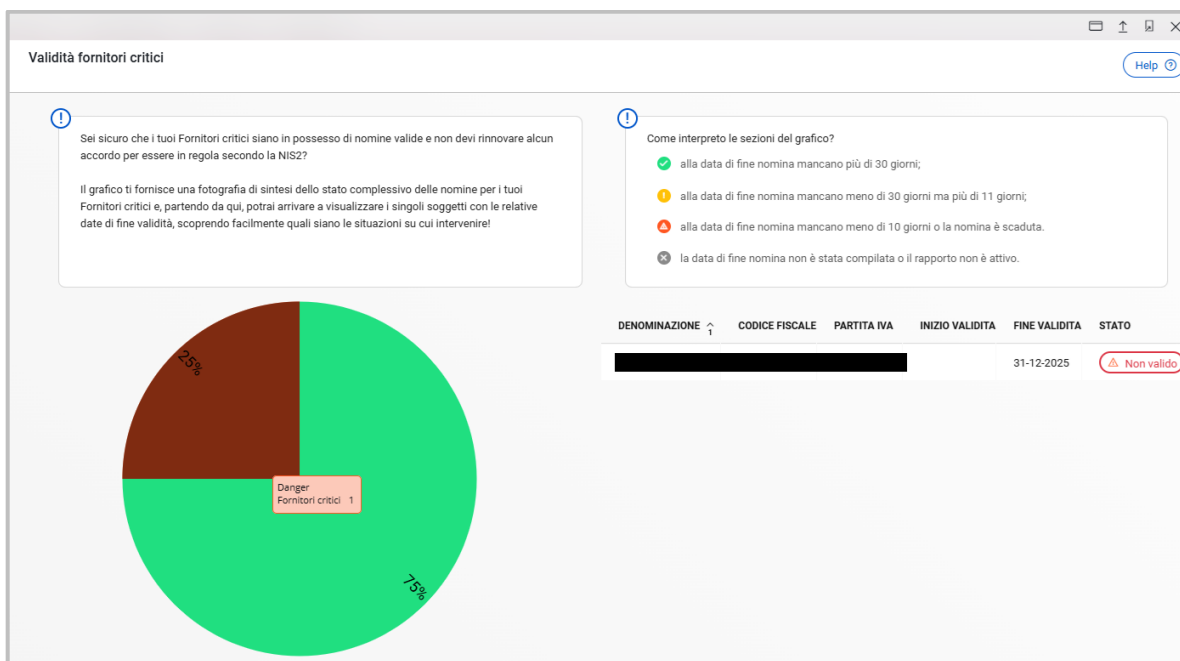 Validità fornitori critici
Help
Sei sicuro che i tuoi Fornitori critici siano in possesso di nomine valide e non devi rinnovare alcun
accordo per essere in regola secondo la NIS2?
Il grafico ti fornisce una fotografia di sintesi dello stato complessivo delle nomine per i tuoi
Fornitori critici e, partendo da qui, potrai arrivare a visualizzare i singoli soggetti con le relative
date di fine validità, scoprendo facilmente quali siano le situazioni su cui intervenire!
Come interpreto le sezioni del grafico?
alla data di fine nomina mancano più di 30 giorni;
alla data di fine nomina mancano meno di 30 giorni ma più di 11 giorni;
alla data di fine nomina mancano meno di 10 giorni o la nomina è scaduta.
la data di fine nomina non è stata compilata o il rapporto non è attivo.
25%
Danger
Fornitori critici 1
75%
DENOMINAZIONE 1 CODICE FISCALE PARTITA IVA INIZIO VALIDITA FINE VALIDITA STATO
31-12-2025 Non valido